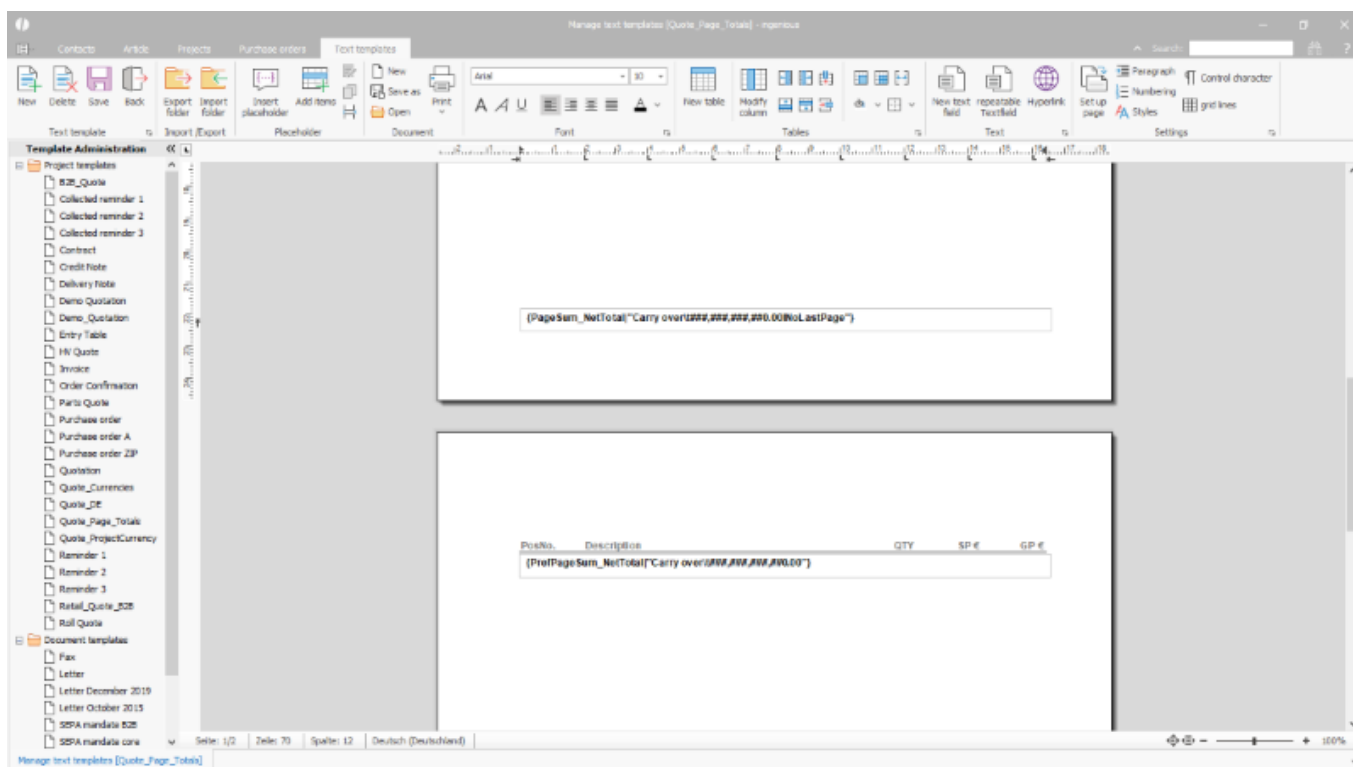 Manage text templates [Quote_Page_Totals] - ingenious
Contacts Article Projects Purchase orders Text templates Search: ?
New Delete Save Back Export folder Import folder Insert placeholder Add items New Save as Open Print Arial 10 New table Modify column New text field repeatable Textfield Hyperlink Set up page Paragraph Numbering Styles Control character grid lines
Text template Import /Export Placeholder Document Font Tables Text Settings
Template Administration
Project templates
B2B_Quote
Collected reminder 1
Collected reminder 2
Collected reminder 3
Contract
Credit Note
Delivery Note
Demo Quotation
Demo_Quotation
Entry Table
HV Quote
Invoice
Order Confirmation
Parts Quote
Purchase order
Purchase order A
Purchase order ZIP
Quotation
Quote_Currencies
Quote_DE
Quote_Page_Totals
Quote_ProjectCurrency
Reminder 1
Reminder 2
Reminder 3
Retail_Quote_B2B
Roll Quote
Document templates
Fax
Letter
Letter December 2019
Letter October 2015
SEPA mandate B2B
SEPA mandate core
{PageSum_NetTotal|"Carry over\t###,###,###,##0.00|NoLastPage"}
PosNo. Description QTY SP € GP €
{PrefPageSum_NetTotal|"Carry over\t###,###,###,##0.00"}
Seite: 1/2 Zeile: 70 Spalte: 12 Deutsch (Deutschland) 100%
Manage text templates [Quote_Page_Totals]